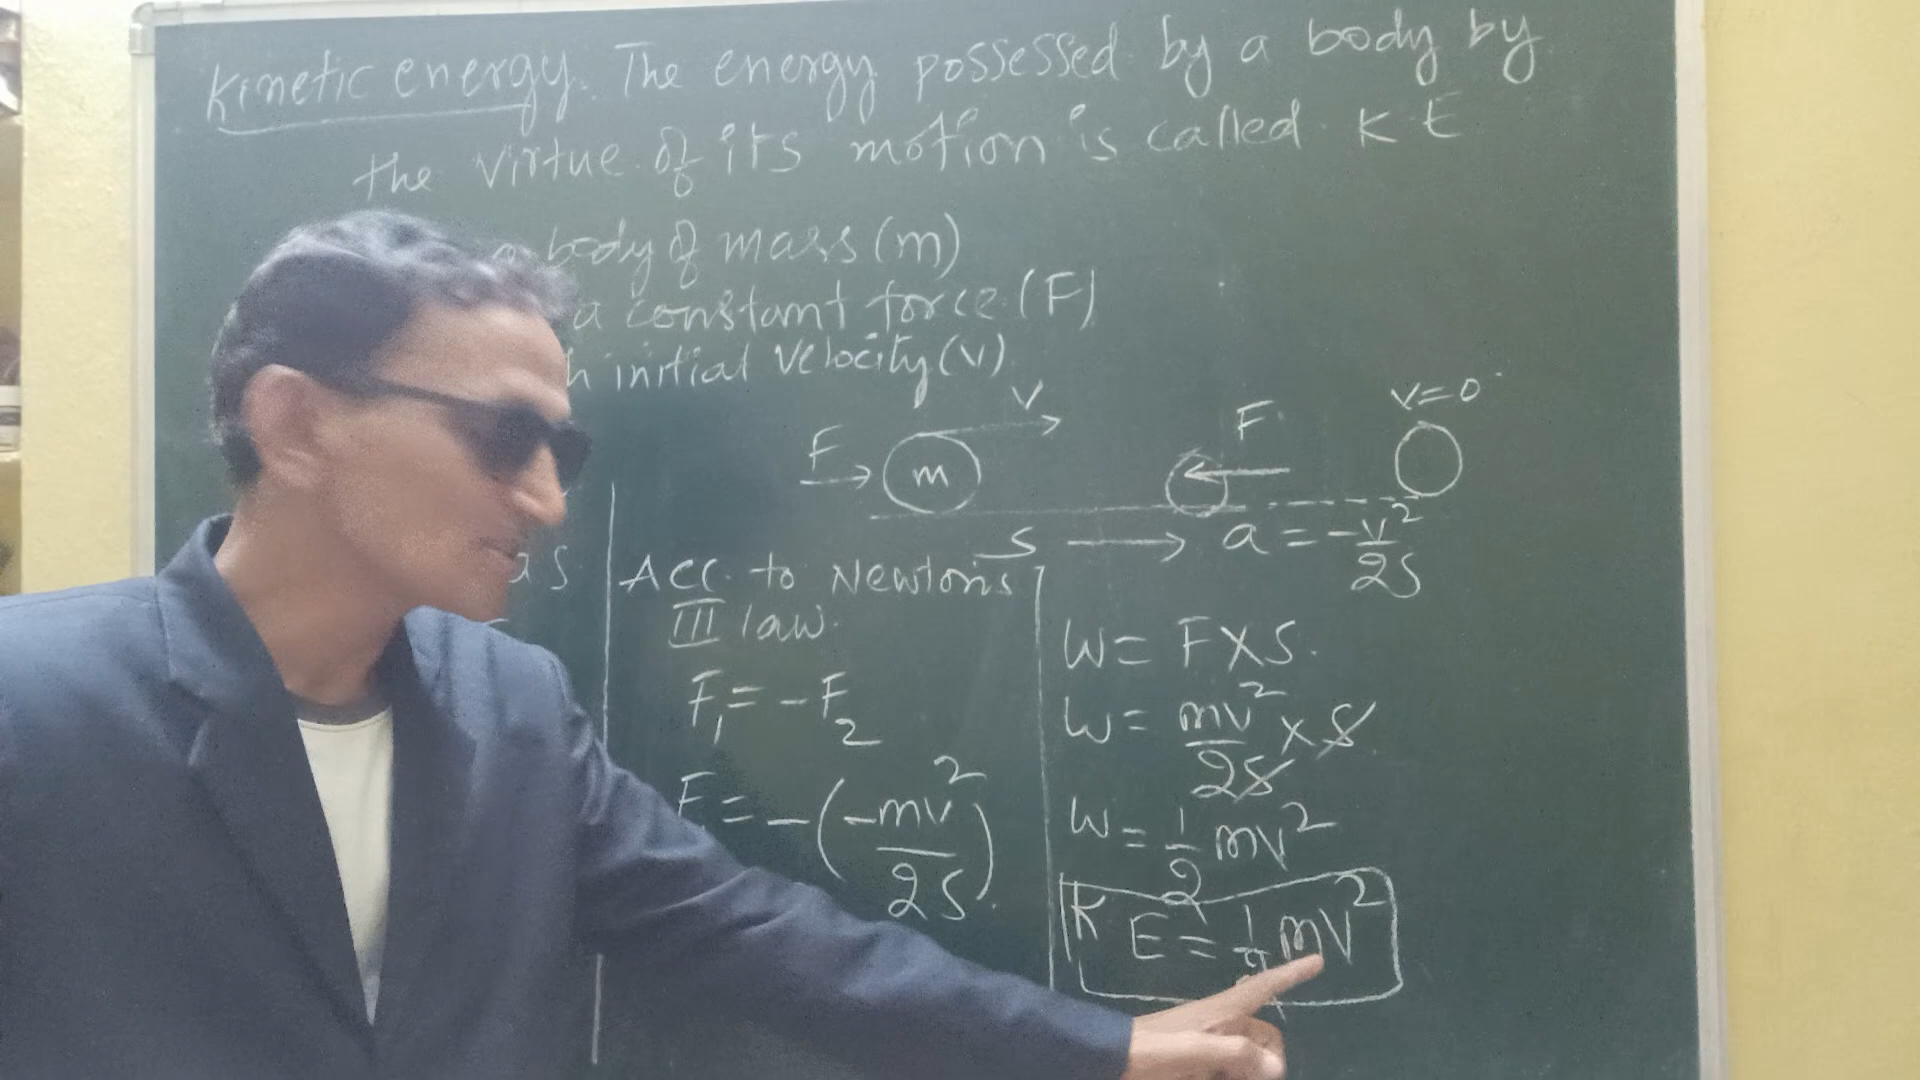 Kinetic energy. The energy possessed by a body by
the virtue of its motion is called K E
a body of mass (m)
a constant force (F)
h initial velocity (v)
F m v F v=0
S → a = -v²/2S
as
Acc. to Newton's
III law.
F₁ = -F₂
F₁ = -(-mv²/2S).
W = F×S.
W = mv²/2S × S
W = 1/2 mv²
K E = 1/2 mv²